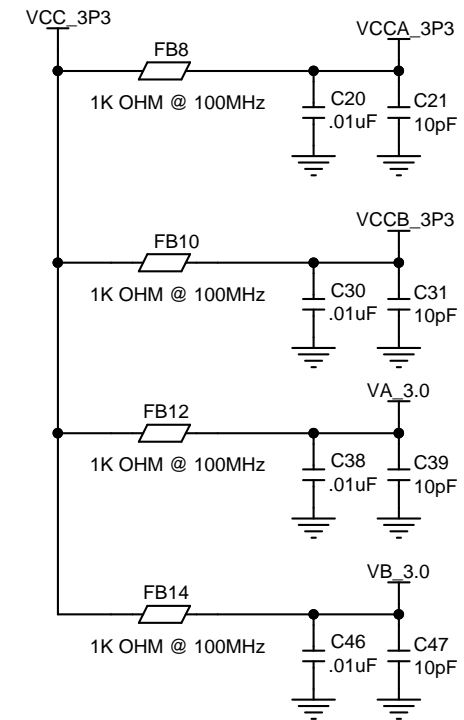 VCC_3P3
VCCA_3P3
FB8
1K OHM @ 100MHz
C20
.01uF
C21
10pF
VCCB_3P3
FB10
1K OHM @ 100MHz
C30
.01uF
C31
10pF
VA_3.0
FB12
1K OHM @ 100MHz
C38
.01uF
C39
10pF
VB_3.0
FB14
1K OHM @ 100MHz
C46
.01uF
C47
10pF